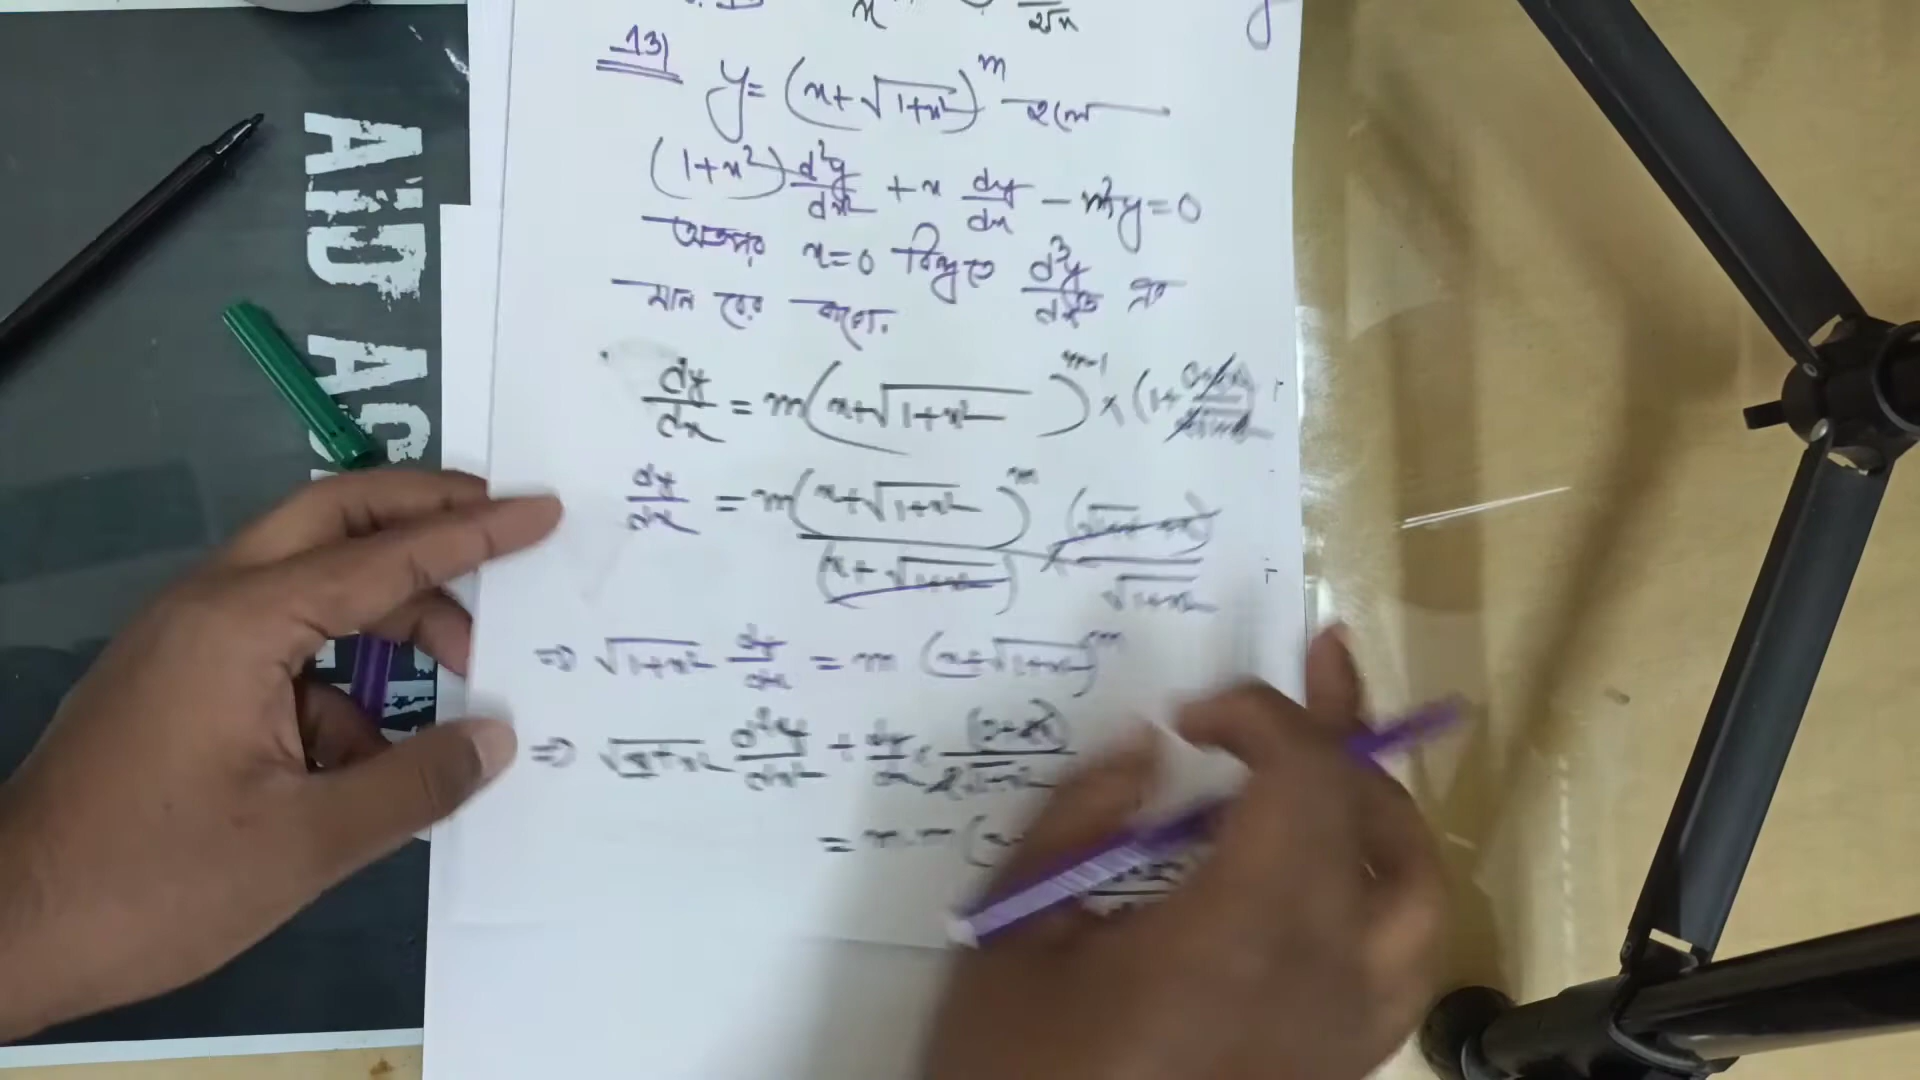 13)
y = (x + √(1+x²))^m হলে
(1+x²) d²y/dx² + x dy/dx − m²y = 0
অতঃপর x=0 বিন্দুতে d³y/dx³ এর
মান বের করো.
dy/dx = m(x+√(1+x²))^(m-1) × (1+
dy/dx = m(x+√(1+x²))^m / (x+√(1+x²)) × (√(1+x²)+x) / √(1+x²)
⇒ √(1+x²) dy/dx = m (x+√(1+x²))^m
⇒ d²y/dx² + dy/dx ×
= m·m (x
AID AC